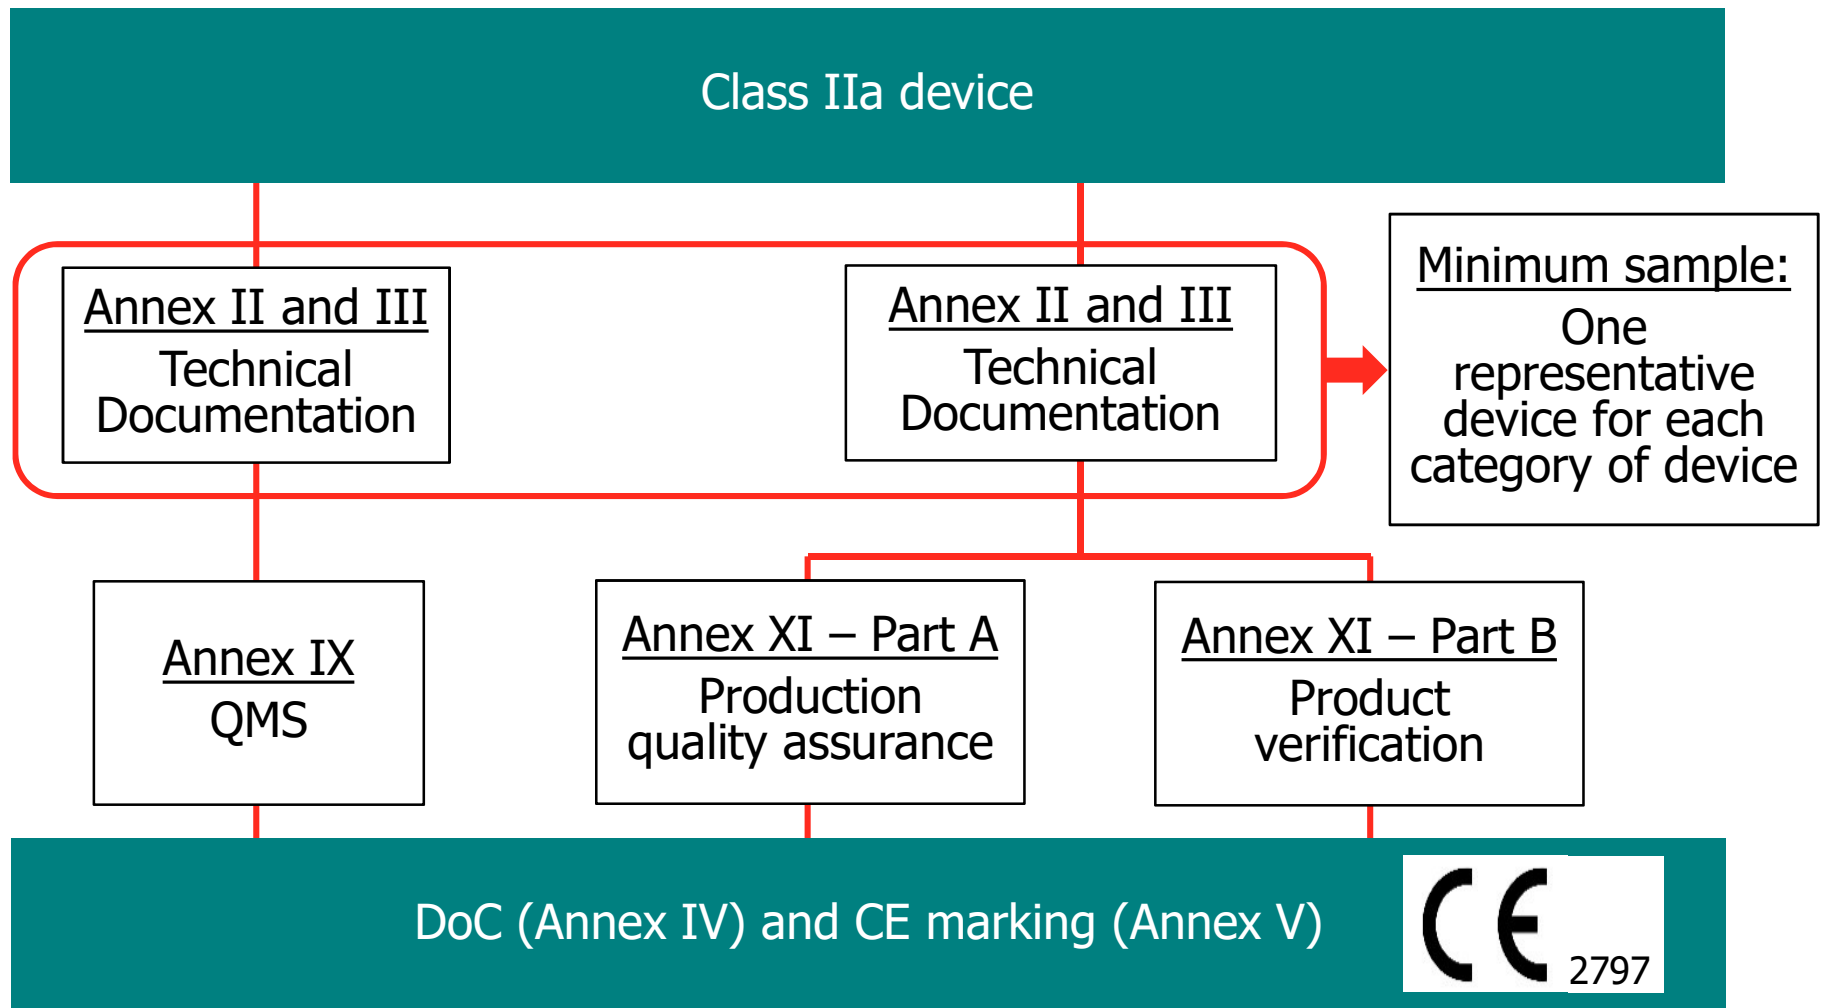 Class IIa device
Annex II and III
Technical
Documentation
Annex II and III
Technical
Documentation
Minimum sample:
One
representative
device for each
category of device
Annex IX
QMS
Annex XI – Part A
Production
quality assurance
Annex XI – Part B
Product
verification
DoC (Annex IV) and CE marking (Annex V)
CE 2797